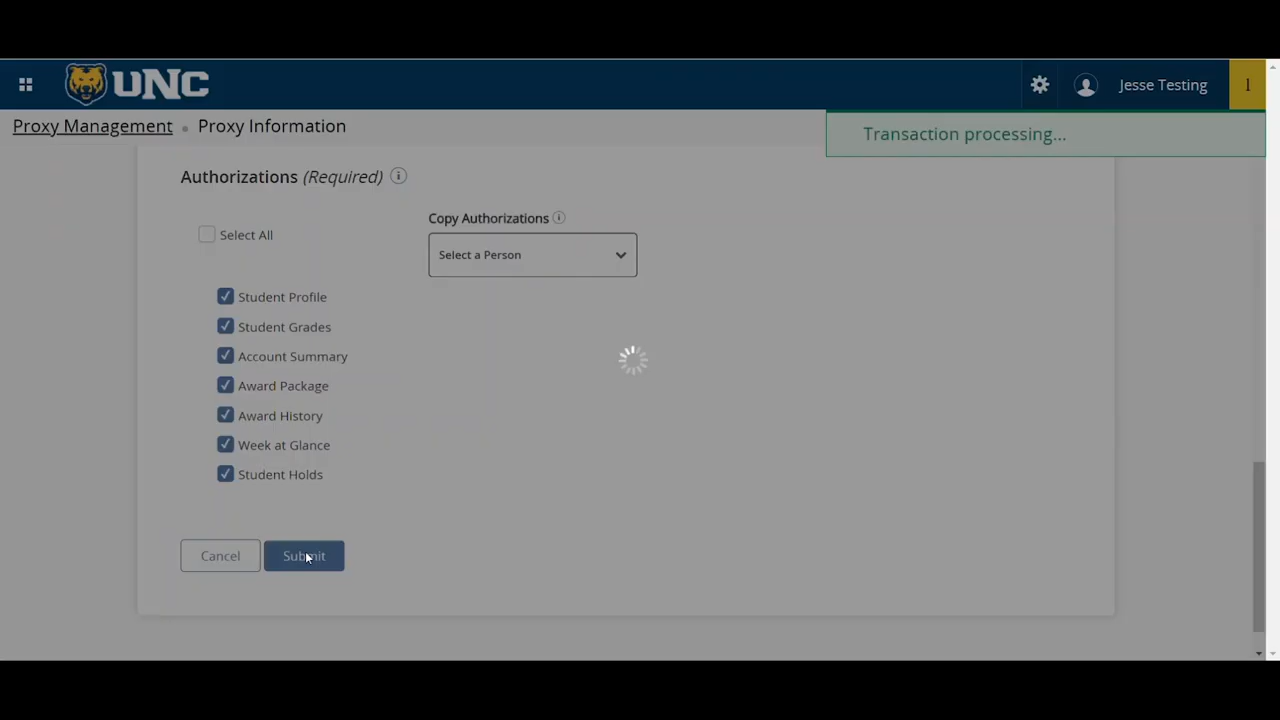 UNC
Jesse Testing
1
Proxy Management • Proxy Information
Transaction processing...
Authorizations (Required)
Copy Authorizations
Select All
Select a Person
Student Profile
Student Grades
Account Summary
Award Package
Award History
Week at Glance
Student Holds
Cancel
Submit